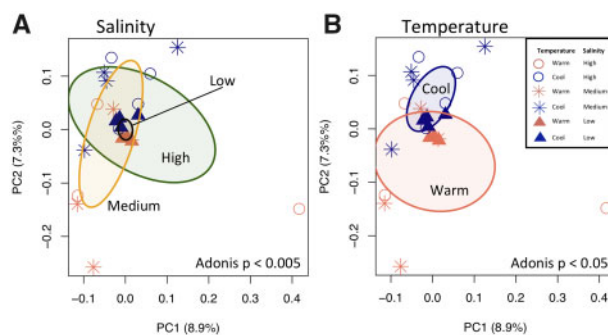 A Salinity
Low
High
Medium
Adonis p < 0.005
PC2 (7.3%%)
0.1
0.0
−0.1
−0.2
−0.1 0.0 0.1 0.2 0.3 0.4
PC1 (8.9%)
B Temperature
Cool
Warm
Adonis p < 0.05
PC2 (7.3%%)
0.1
0.0
−0.1
−0.2
−0.1 0.0 0.1 0.2 0.3 0.4
PC1 (8.9%)
Temperature Salinity
Warm High
Cool High
Warm Medium
Cool Medium
Warm Low
Cool Low